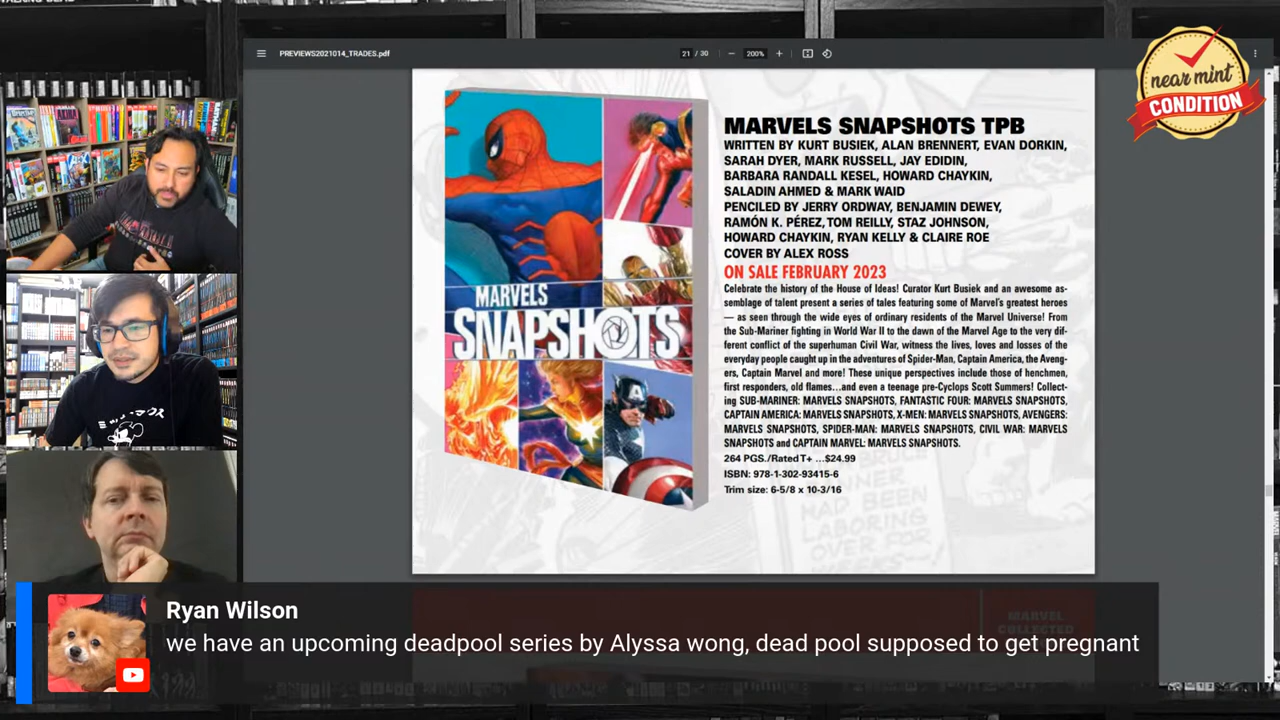 PREVIEWS2021014_TRADES.pdf
21 / 30
200%
near mint
CONDITION
MARVELS
SNAPSHOTS
MARVELS SNAPSHOTS TPB
WRITTEN BY KURT BUSIEK, ALAN BRENNERT, EVAN DORKIN,
SARAH DYER, MARK RUSSELL, JAY EDIDIN,
BARBARA RANDALL KESEL, HOWARD CHAYKIN,
SALADIN AHMED & MARK WAID
PENCILED BY JERRY ORDWAY, BENJAMIN DEWEY,
RAMÓN K. PÉREZ, TOM REILLY, STAZ JOHNSON,
HOWARD CHAYKIN, RYAN KELLY & CLAIRE ROE
COVER BY ALEX ROSS
ON SALE FEBRUARY 2023
Celebrate the history of the House of Ideas! Curator Kurt Busiek and an awesome as-
semblage of talent present a series of tales featuring some of Marvel's greatest heroes
— as seen through the wide eyes of ordinary residents of the Marvel Universe! From
the Sub-Mariner fighting in World War II to the dawn of the Marvel Age to the very dif-
ferent conflict of the superhuman Civil War, witness the lives, loves and losses of the
everyday people caught up in the adventures of Spider-Man, Captain America, the Aveng-
ers, Captain Marvel and more! These unique perspectives include those of henchmen,
first responders, old flames...and even a teenage pre-Cyclops Scott Summers! Collect-
ing SUB-MARINER: MARVELS SNAPSHOTS, FANTASTIC FOUR: MARVELS SNAPSHOTS,
CAPTAIN AMERICA: MARVELS SNAPSHOTS, X-MEN: MARVELS SNAPSHOTS, AVENGERS:
MARVELS SNAPSHOTS, SPIDER-MAN: MARVELS SNAPSHOTS, CIVIL WAR: MARVELS
SNAPSHOTS and CAPTAIN MARVEL: MARVELS SNAPSHOTS.
264 PGS./Rated T+ ...$24.99
ISBN: 978-1-302-93415-6
Trim size: 6-5/8 x 10-3/16
BEEN
LABORING
OVER FOR
MARVEL
COLLECTED
Ryan Wilson
we have an upcoming deadpool series by Alyssa wong, dead pool supposed to get pregnant